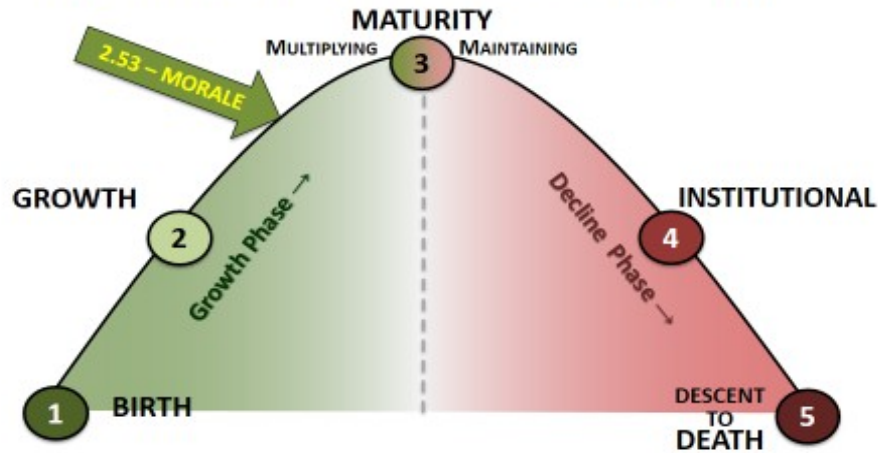 MATURITY
MULTIPLYING
MAINTAINING
3
2.53 – MORALE
GROWTH
2
Growth Phase →
Decline Phase →
INSTITUTIONAL
4
1
BIRTH
DESCENT
TO
DEATH
5